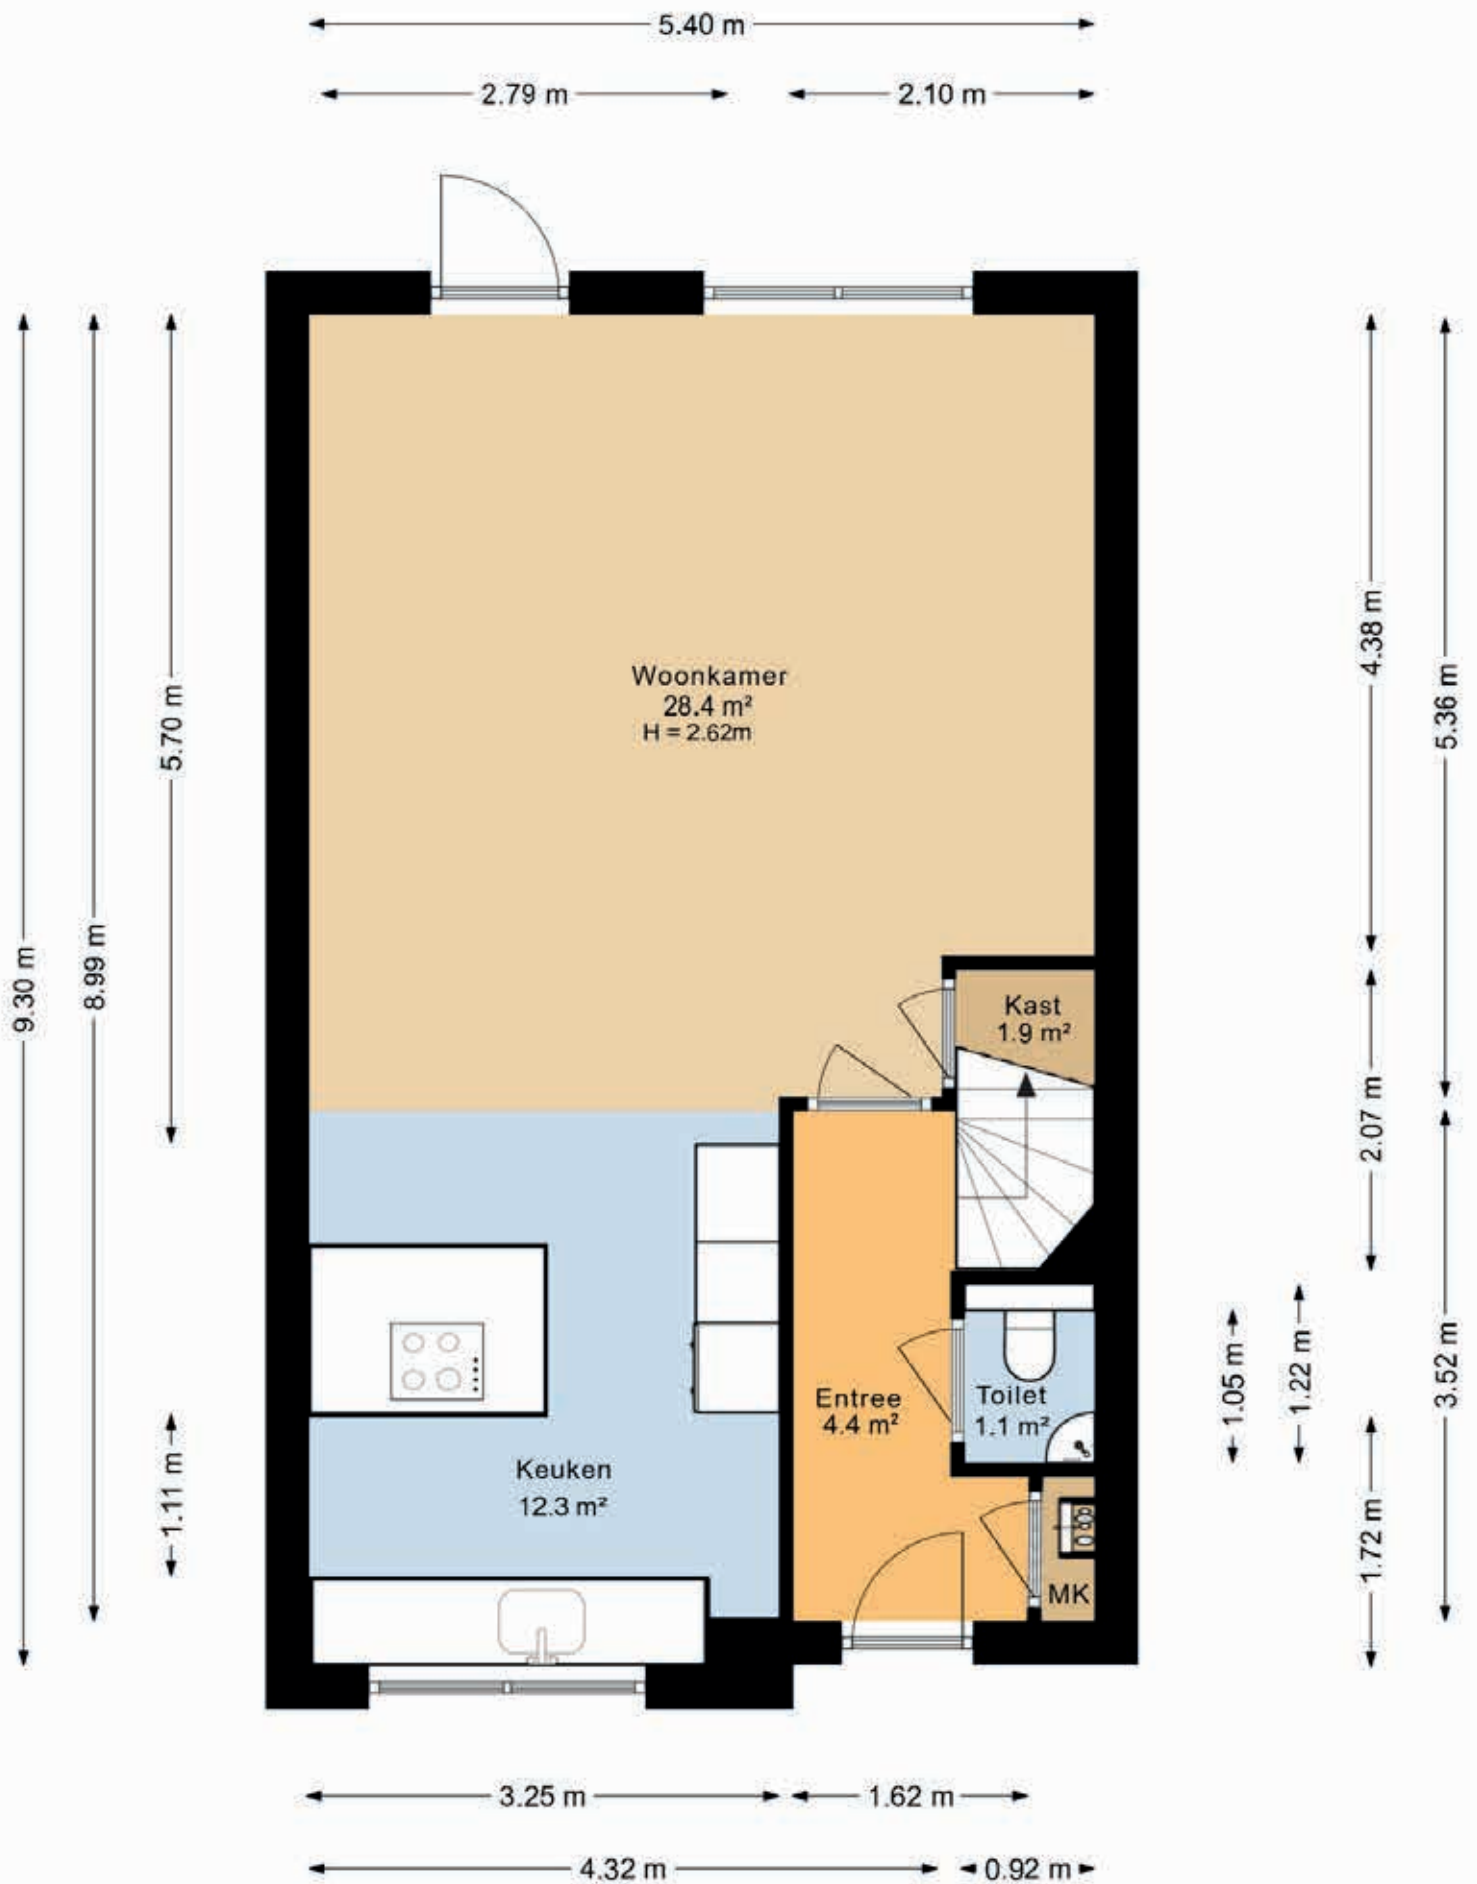 5.40 m
2.79 m
2.10 m
Woonkamer
28.4 m²
H = 2.62m
4.38 m
5.36 m
5.70 m
8.99 m
9.30 m
Kast
1.9 m²
2.07 m
Entree
4.4 m²
Toilet
1.1 m²
1.05 m
1.22 m
3.52 m
Keuken
12.3 m²
1.11 m
1.72 m
MK
3.25 m
1.62 m
4.32 m
0.92 m